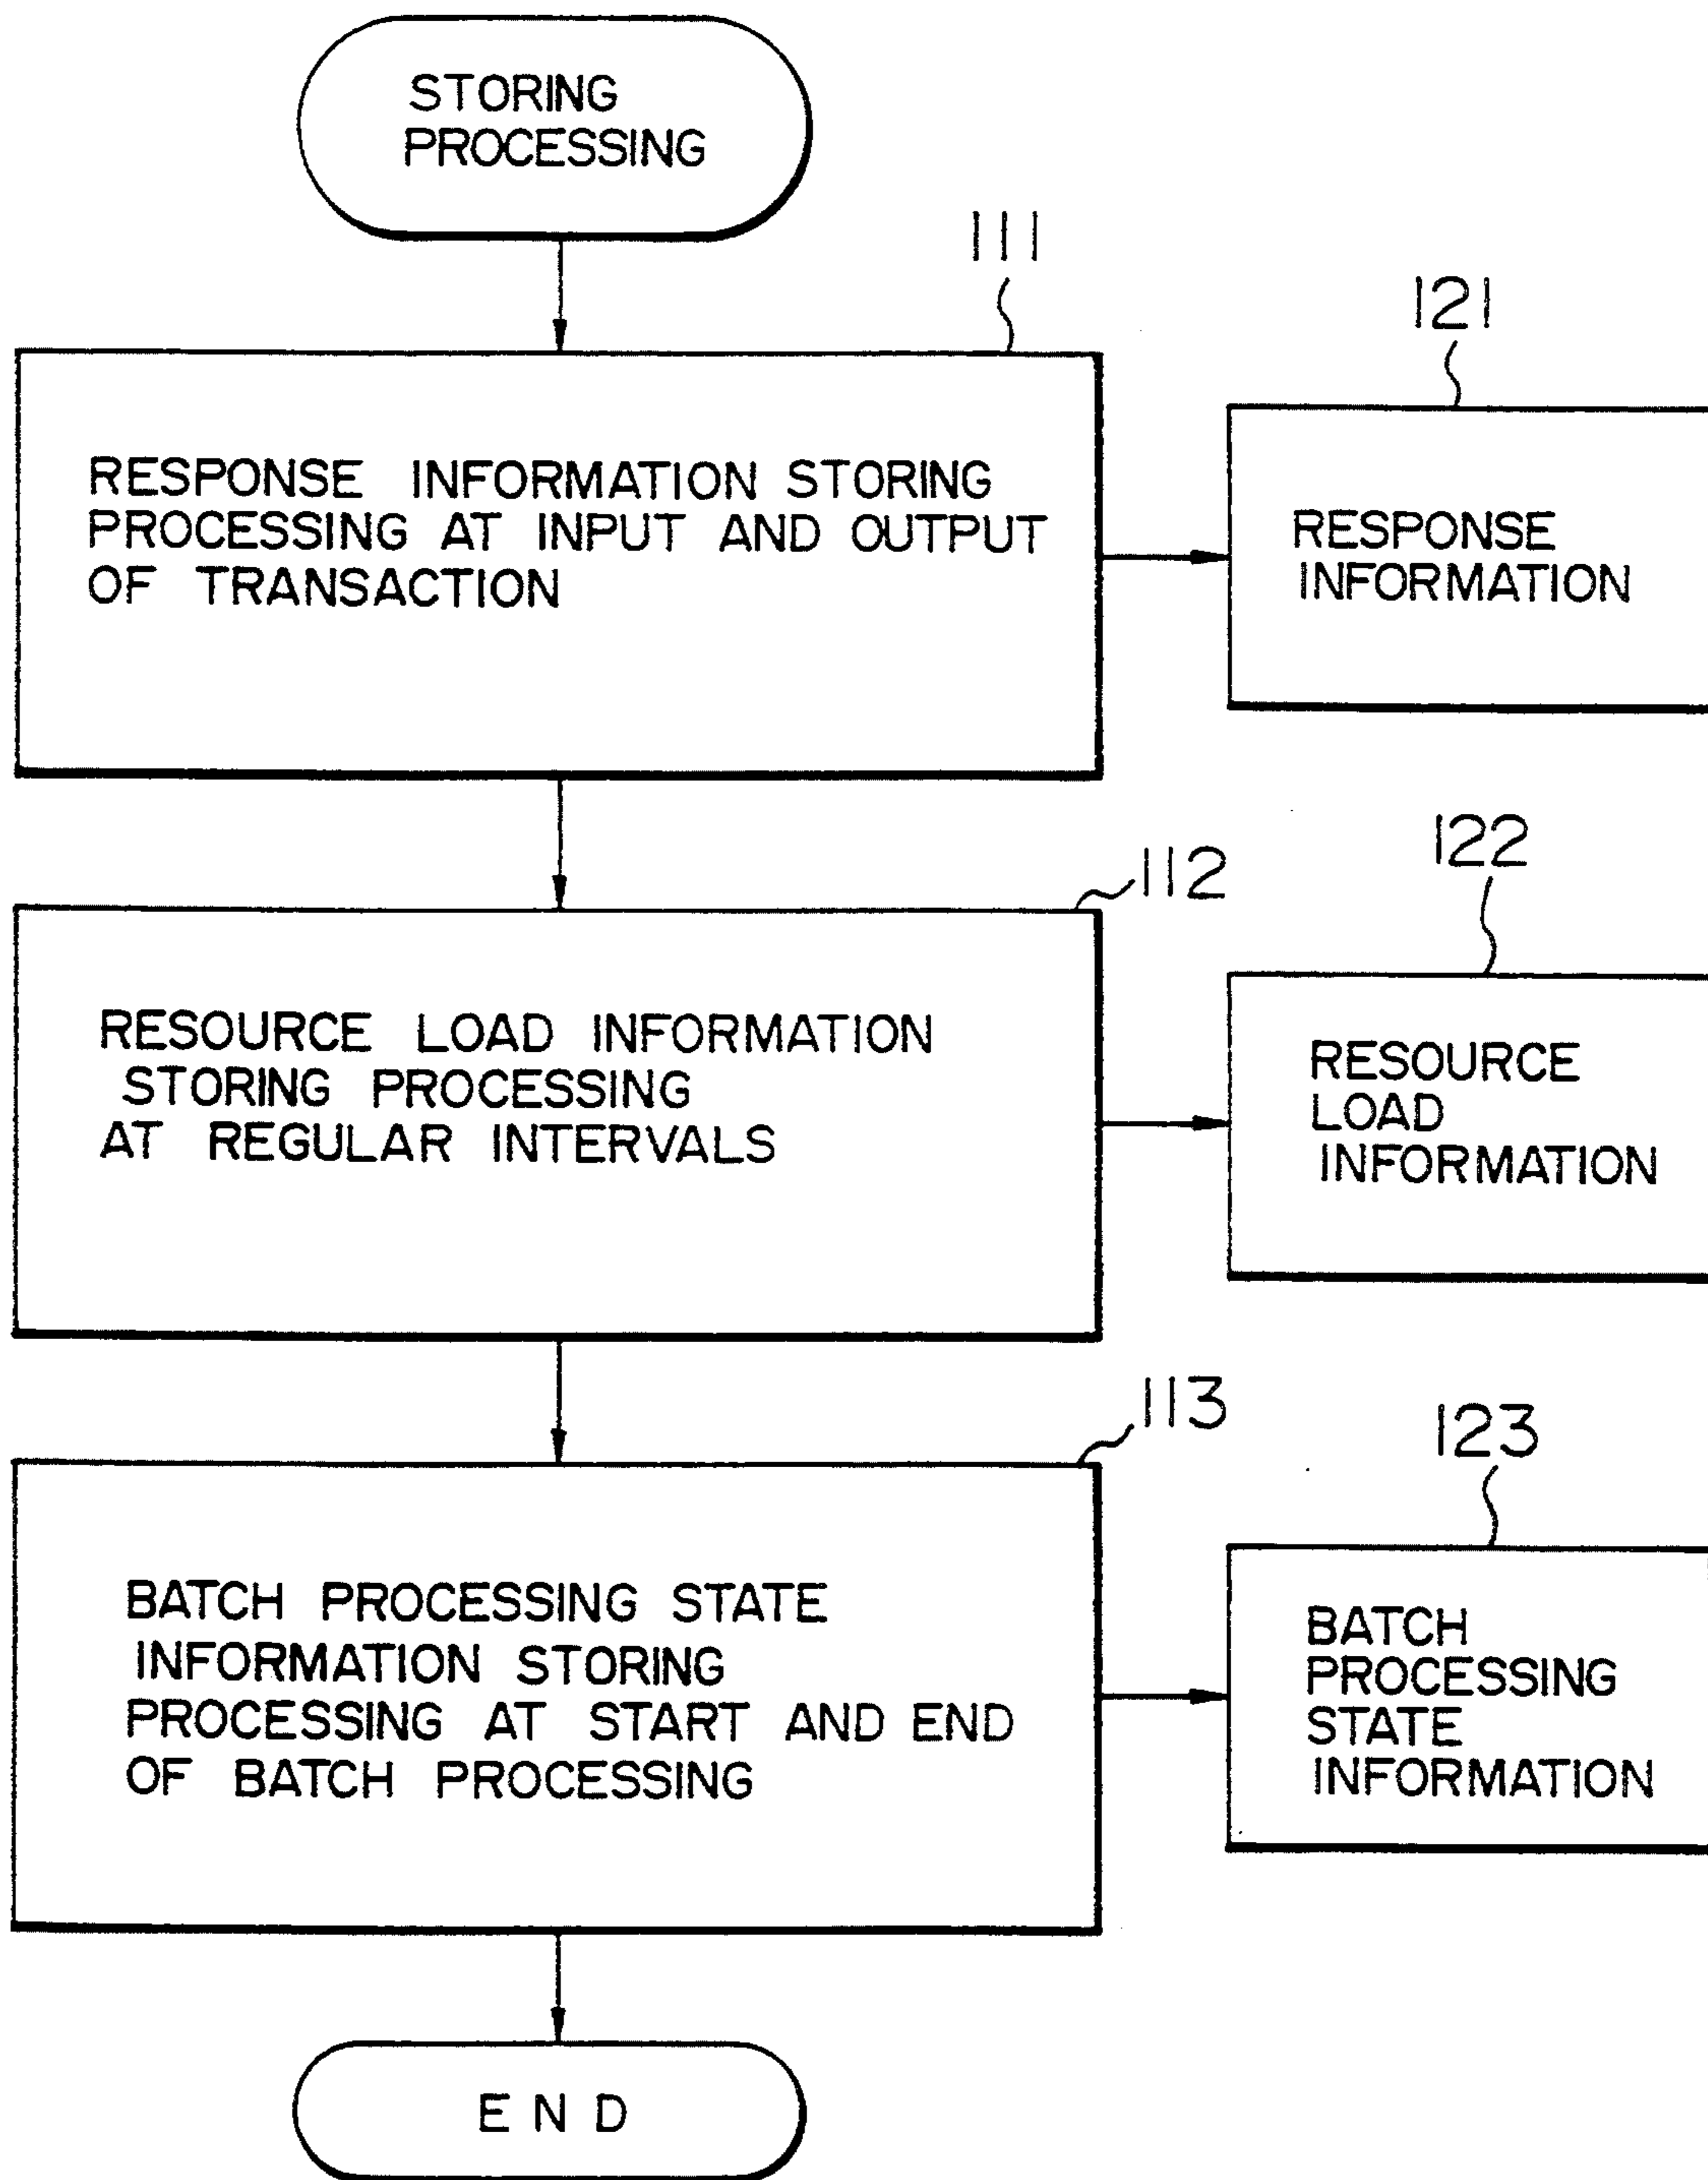 STORING
PROCESSING
111
121
RESPONSE INFORMATION STORING
PROCESSING AT INPUT AND OUTPUT
OF TRANSACTION
RESPONSE
INFORMATION
112
122
RESOURCE LOAD INFORMATION
STORING PROCESSING
AT REGULAR INTERVALS
RESOURCE
LOAD
INFORMATION
113
123
BATCH PROCESSING STATE
INFORMATION STORING
PROCESSING AT START AND END
OF BATCH PROCESSING
BATCH
PROCESSING
STATE
INFORMATION
END